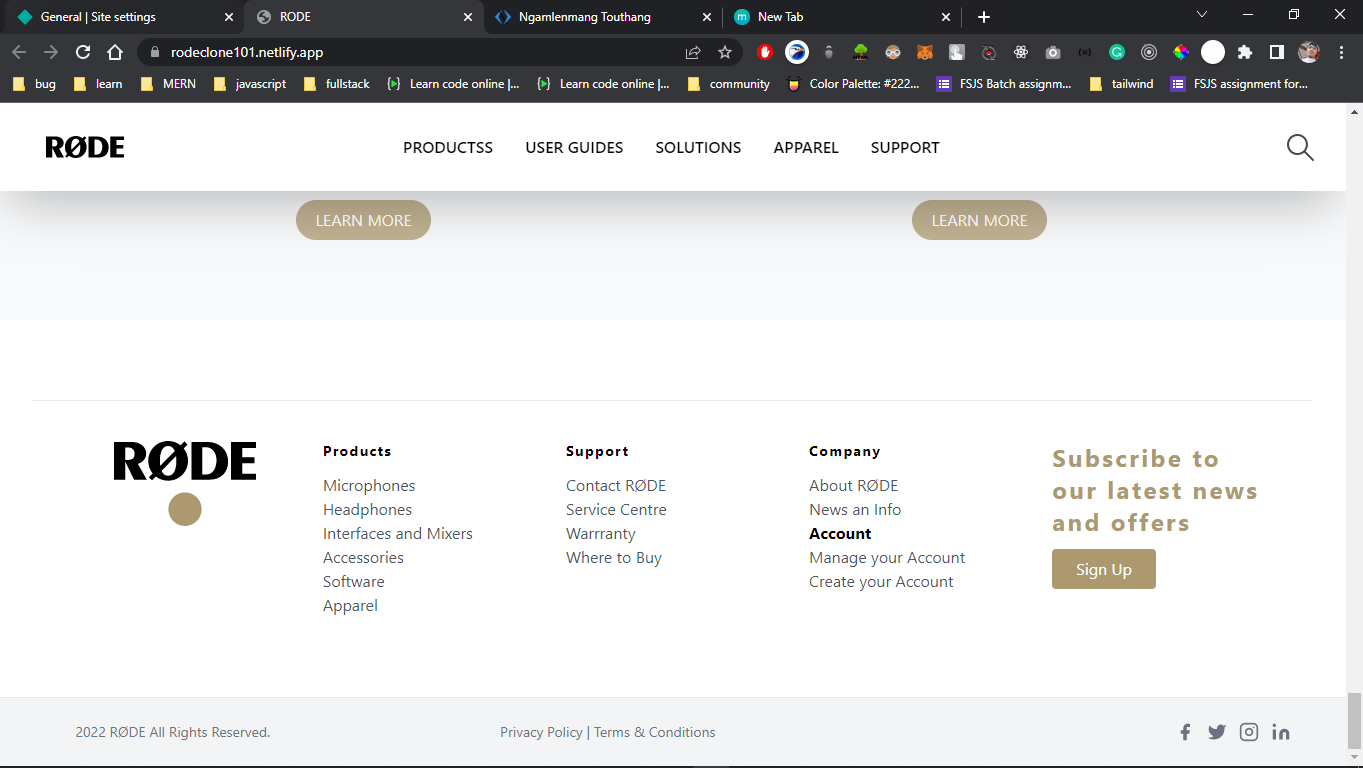 General | Site settings
RODE
Ngamlenmang Touthang
New Tab
rodeclone101.netlify.app
bug
learn
MERN
javascript
fullstack
Learn code online |...
Learn code online |...
community
Color Palette: #222...
FSJS Batch assignm...
tailwind
FSJS assignment for...
RØDE
PRODUCTSS
USER GUIDES
SOLUTIONS
APPAREL
SUPPORT
LEARN MORE
LEARN MORE
RØDE
Products
Microphones
Headphones
Interfaces and Mixers
Accessories
Software
Apparel
Support
Contact RØDE
Service Centre
Warrranty
Where to Buy
Company
About RØDE
News an Info
Account
Manage your Account
Create your Account
Subscribe to
our latest news
and offers
Sign Up
2022 RØDE All Rights Reserved.
Privacy Policy | Terms & Conditions